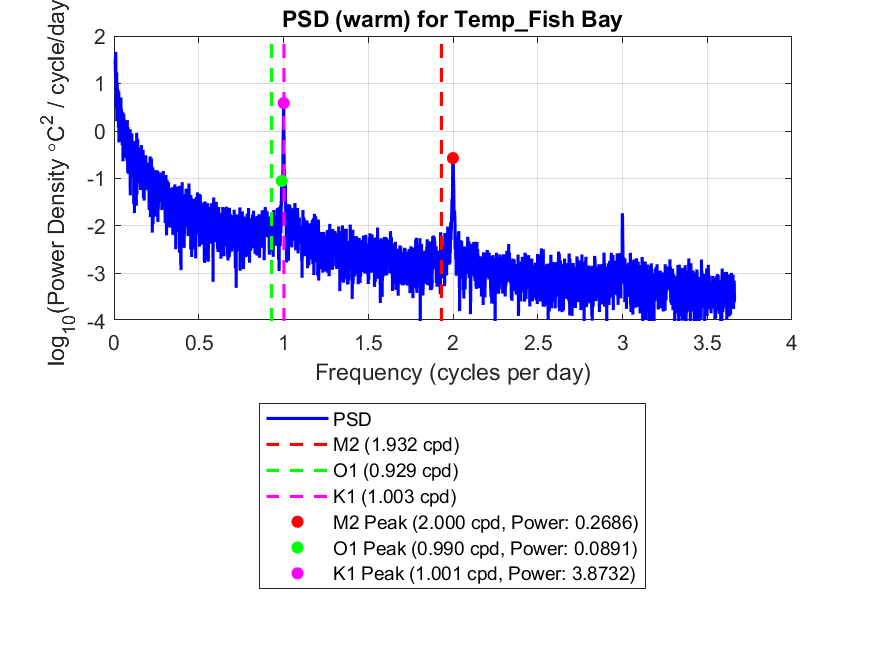 PSD (warm) for Temp_Fish Bay
log10(Power Density °C2 / cycle/day
2
1
0
-1
-2
-3
-4
0 0.5 1 1.5 2 2.5 3 3.5 4
Frequency (cycles per day)
PSD
M2 (1.932 cpd)
O1 (0.929 cpd)
K1 (1.003 cpd)
M2 Peak (2.000 cpd, Power: 0.2686)
O1 Peak (0.990 cpd, Power: 0.0891)
K1 Peak (1.001 cpd, Power: 3.8732)